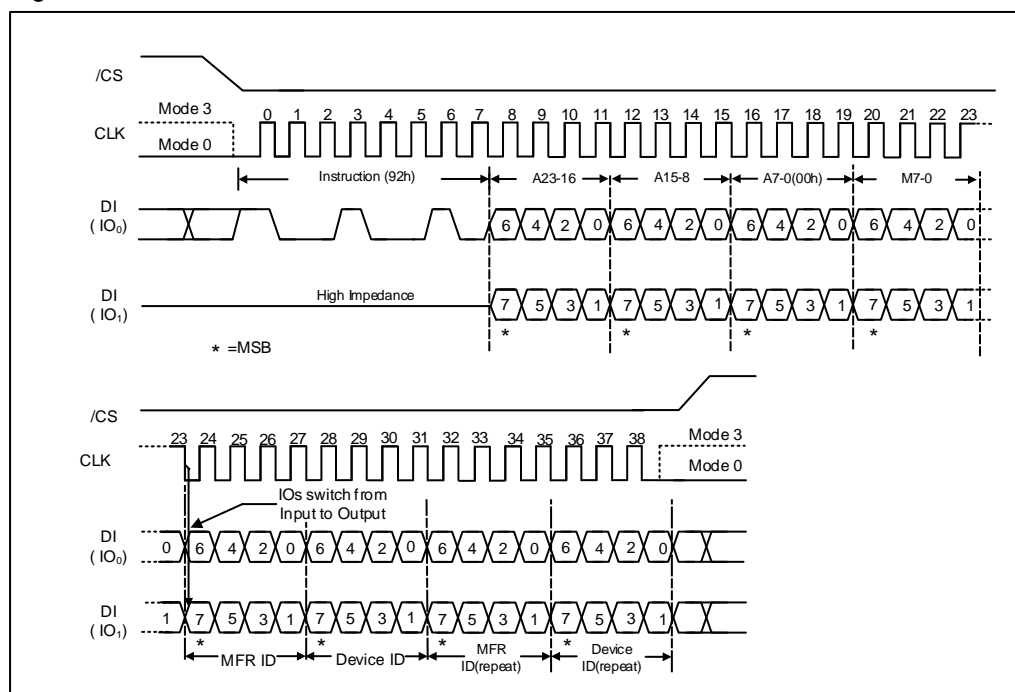 /CS
Mode 3
0 1 2 3 4 5 6 7 8 9 10 11 12 13 14 15 16 17 18 19 20 21 22 23
CLK
Mode 0
Instruction (92h) A23-16 A15-8 A7-0(00h) M7-0
DI
( IO₀) 6 4 2 0 6 4 2 0 6 4 2 0 6 4 2 0
DI
( IO₁) High Impedance 7 5 3 1 7 5 3 1 7 5 3 1 7 5 3 1
* * * *
* =MSB
/CS
23 24 25 26 27 28 29 30 31 32 33 34 35 36 37 38 Mode 3
CLK
Mode 0
IOs switch from
Input to Output
DI
( IO₀) 0 6 4 2 0 6 4 2 0 6 4 2 0 6 4 2 0
DI
( IO₁) 1 7 5 3 1 7 5 3 1 7 5 3 1 7 5 3 1
* * * *
MFR ID Device ID MFR
ID(repeat) Device
ID(repeat)